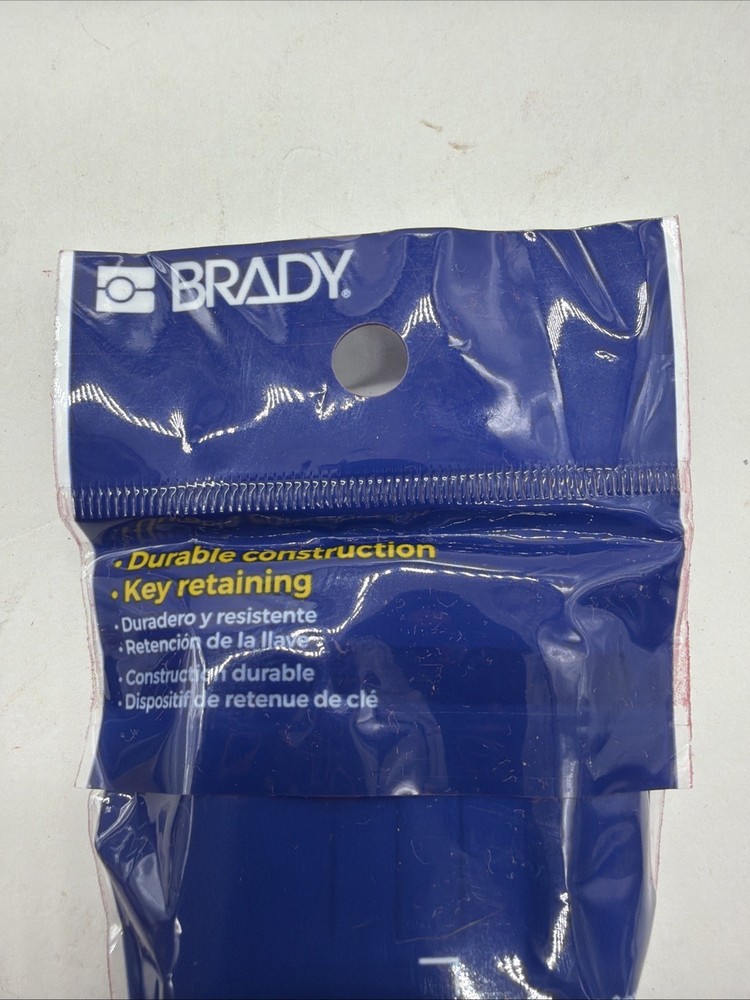 BRADY®
• Durable construction
• Key retaining
• Duradero y resistente
• Retención de la llave
• Construction durable
• Dispositif de retenue de clé